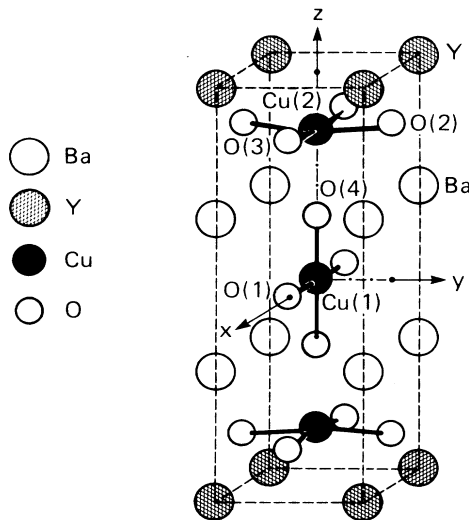 z
Y
Cu(2)
O(2)
O(3)
Ba
O(4)
Ba
Y
Cu
O
O(1)
y
Cu(1)
x